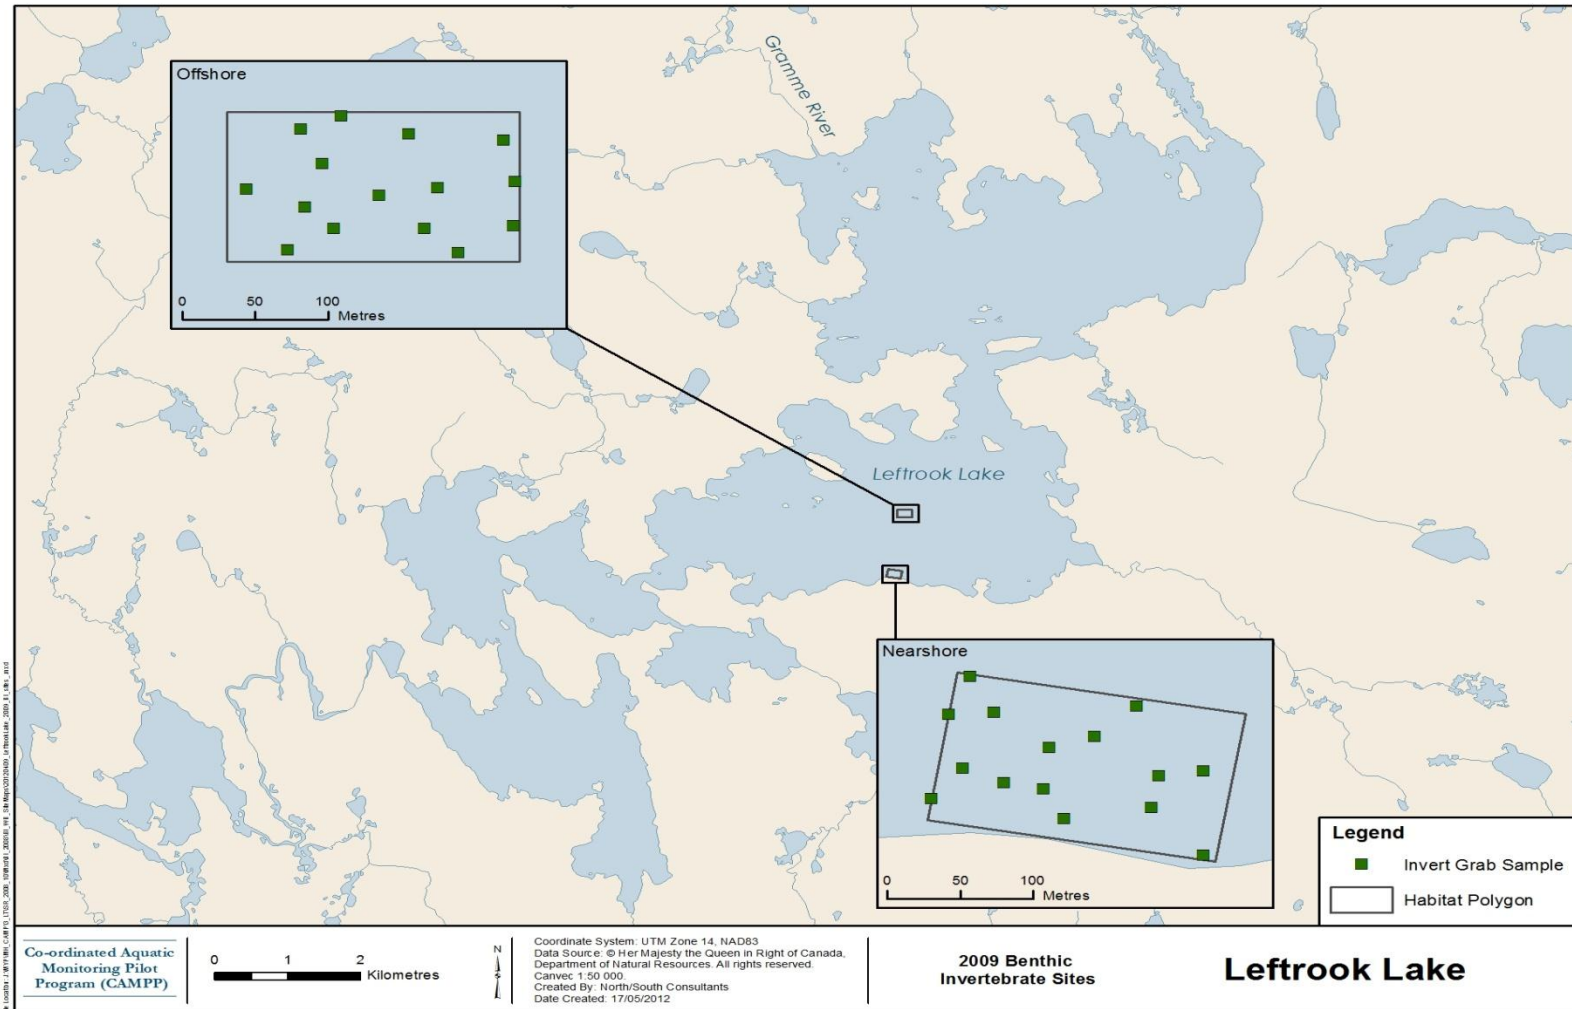 Offshore
0 50 100
Metres
Gramme River
Leftrook Lake
Nearshore
0 50 100
Metres
Legend
Invert Grab Sample
Habitat Polygon
Co-ordinated Aquatic
Monitoring Pilot
Program (CAMPP)
0 1 2
Kilometres
N
Coordinate System: UTM Zone 14, NAD83
Data Source: © Her Majesty the Queen in Right of Canada,
Department of Natural Resources. All rights reserved.
Canvec 1:50 000.
Created By: North/South Consultants
Date Created: 17/05/2012
2009 Benthic
Invertebrate Sites
Leftrook Lake